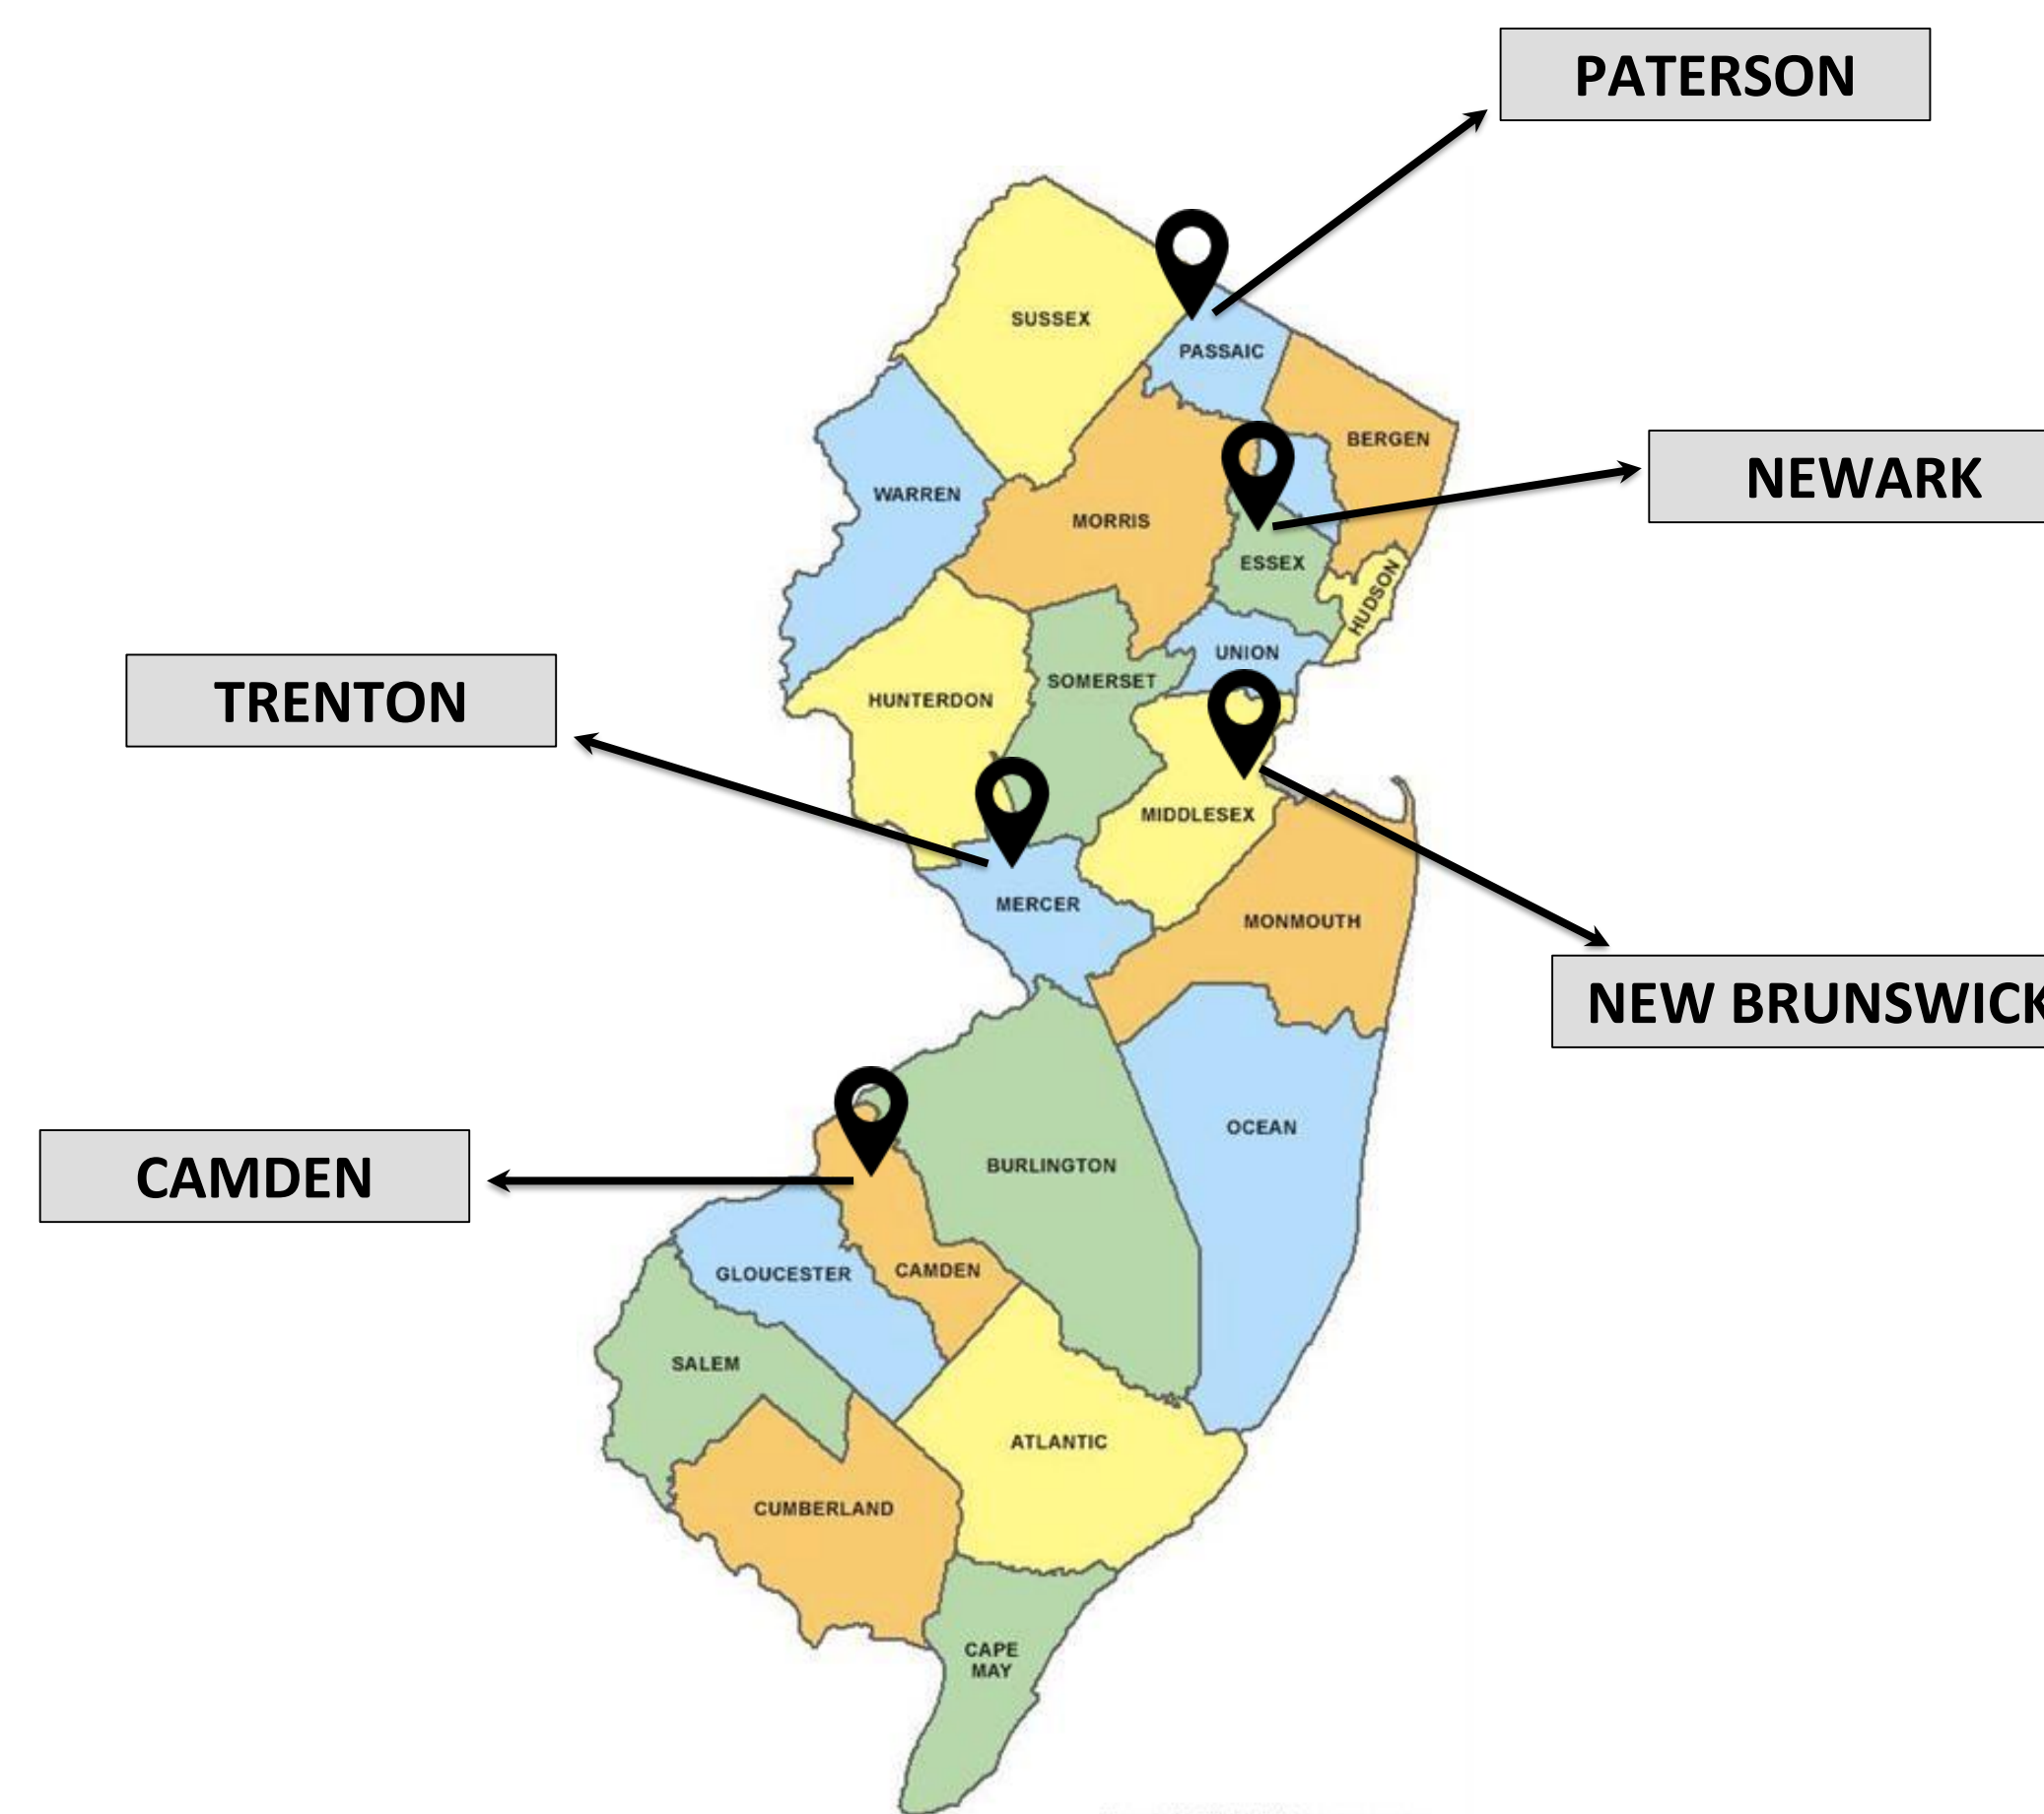 PATERSON
SUSSEX
PASSAIC
BERGEN
NEWARK
WARREN
MORRIS
ESSEX
HUDSON
UNION
TRENTON
SOMERSET
HUNTERDON
MIDDLESEX
MERCER
MONMOUTH
NEW BRUNSWICK
OCEAN
CAMDEN
BURLINGTON
GLOUCESTER
CAMDEN
SALEM
ATLANTIC
CUMBERLAND
CAPE
MAY